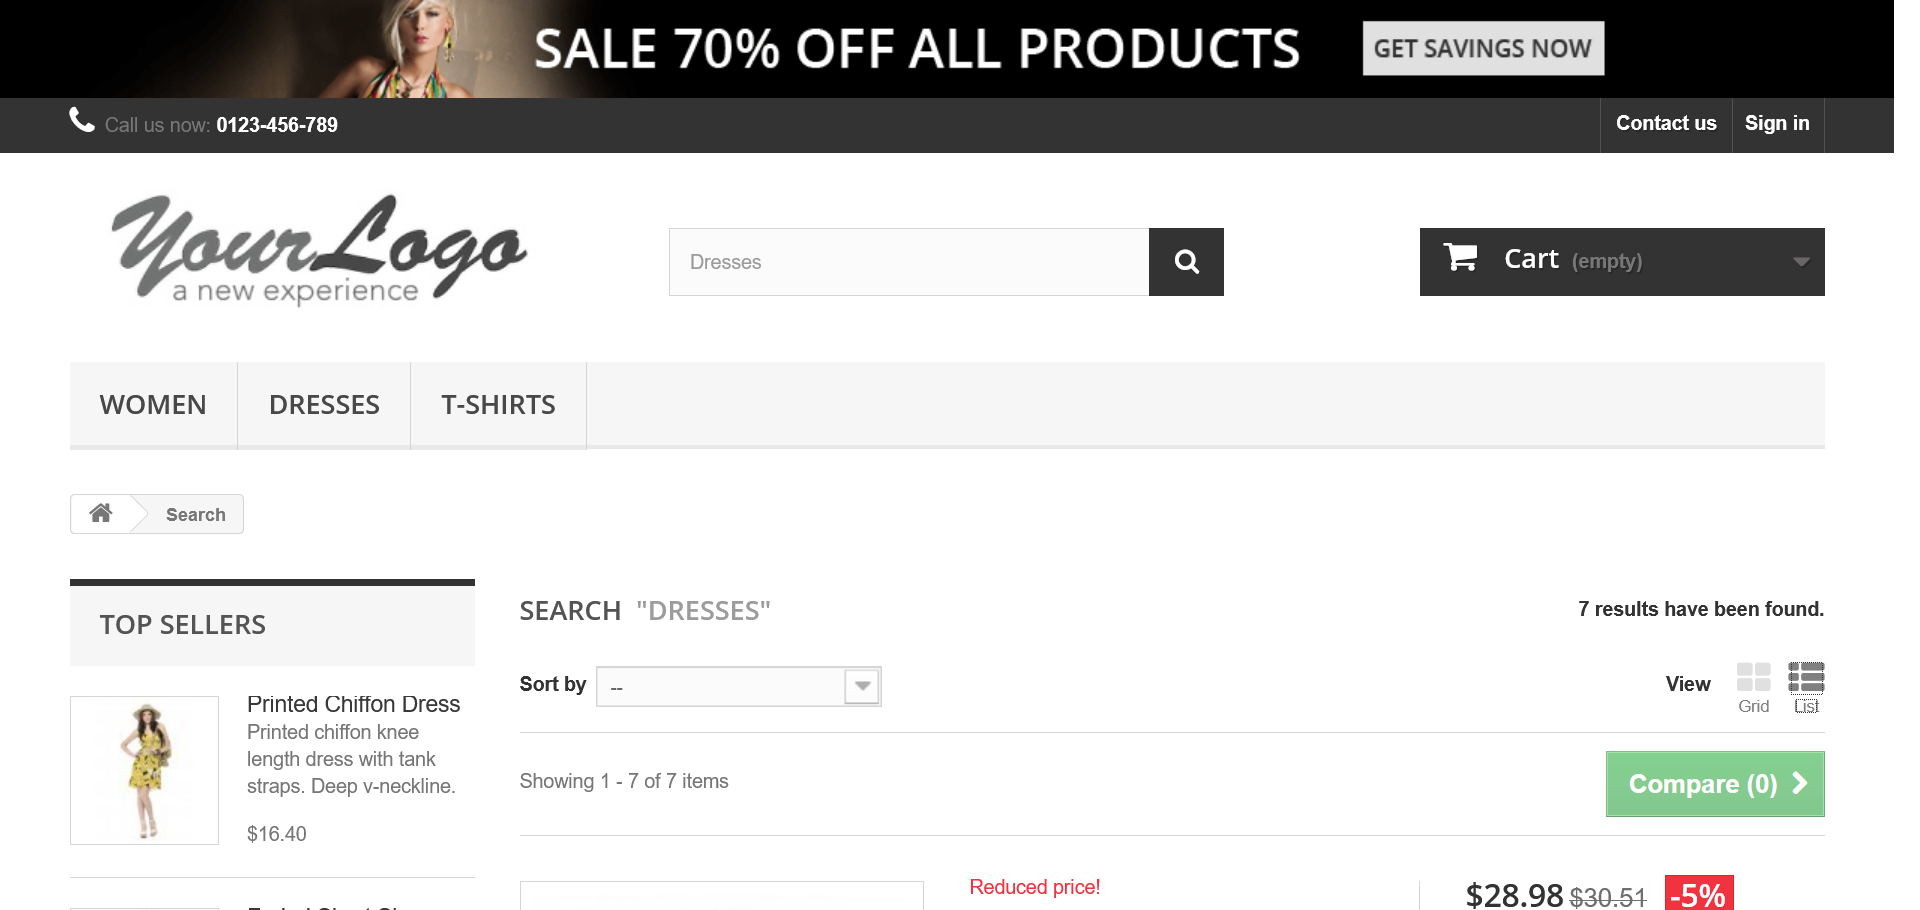 SALE 70% OFF ALL PRODUCTS
GET SAVINGS NOW
Call us now: 0123-456-789
Contact us
Sign in
Your Logo
a new experience
Dresses
Cart (empty)
WOMEN
DRESSES
T-SHIRTS
Search
TOP SELLERS
Printed Chiffon Dress
Printed chiffon knee
length dress with tank
straps. Deep v-neckline.
$16.40
SEARCH "DRESSES"
7 results have been found.
Sort by --
View
Grid
List
Showing 1 - 7 of 7 items
Compare (0)
Reduced price!
$28.98 $30.51 -5%